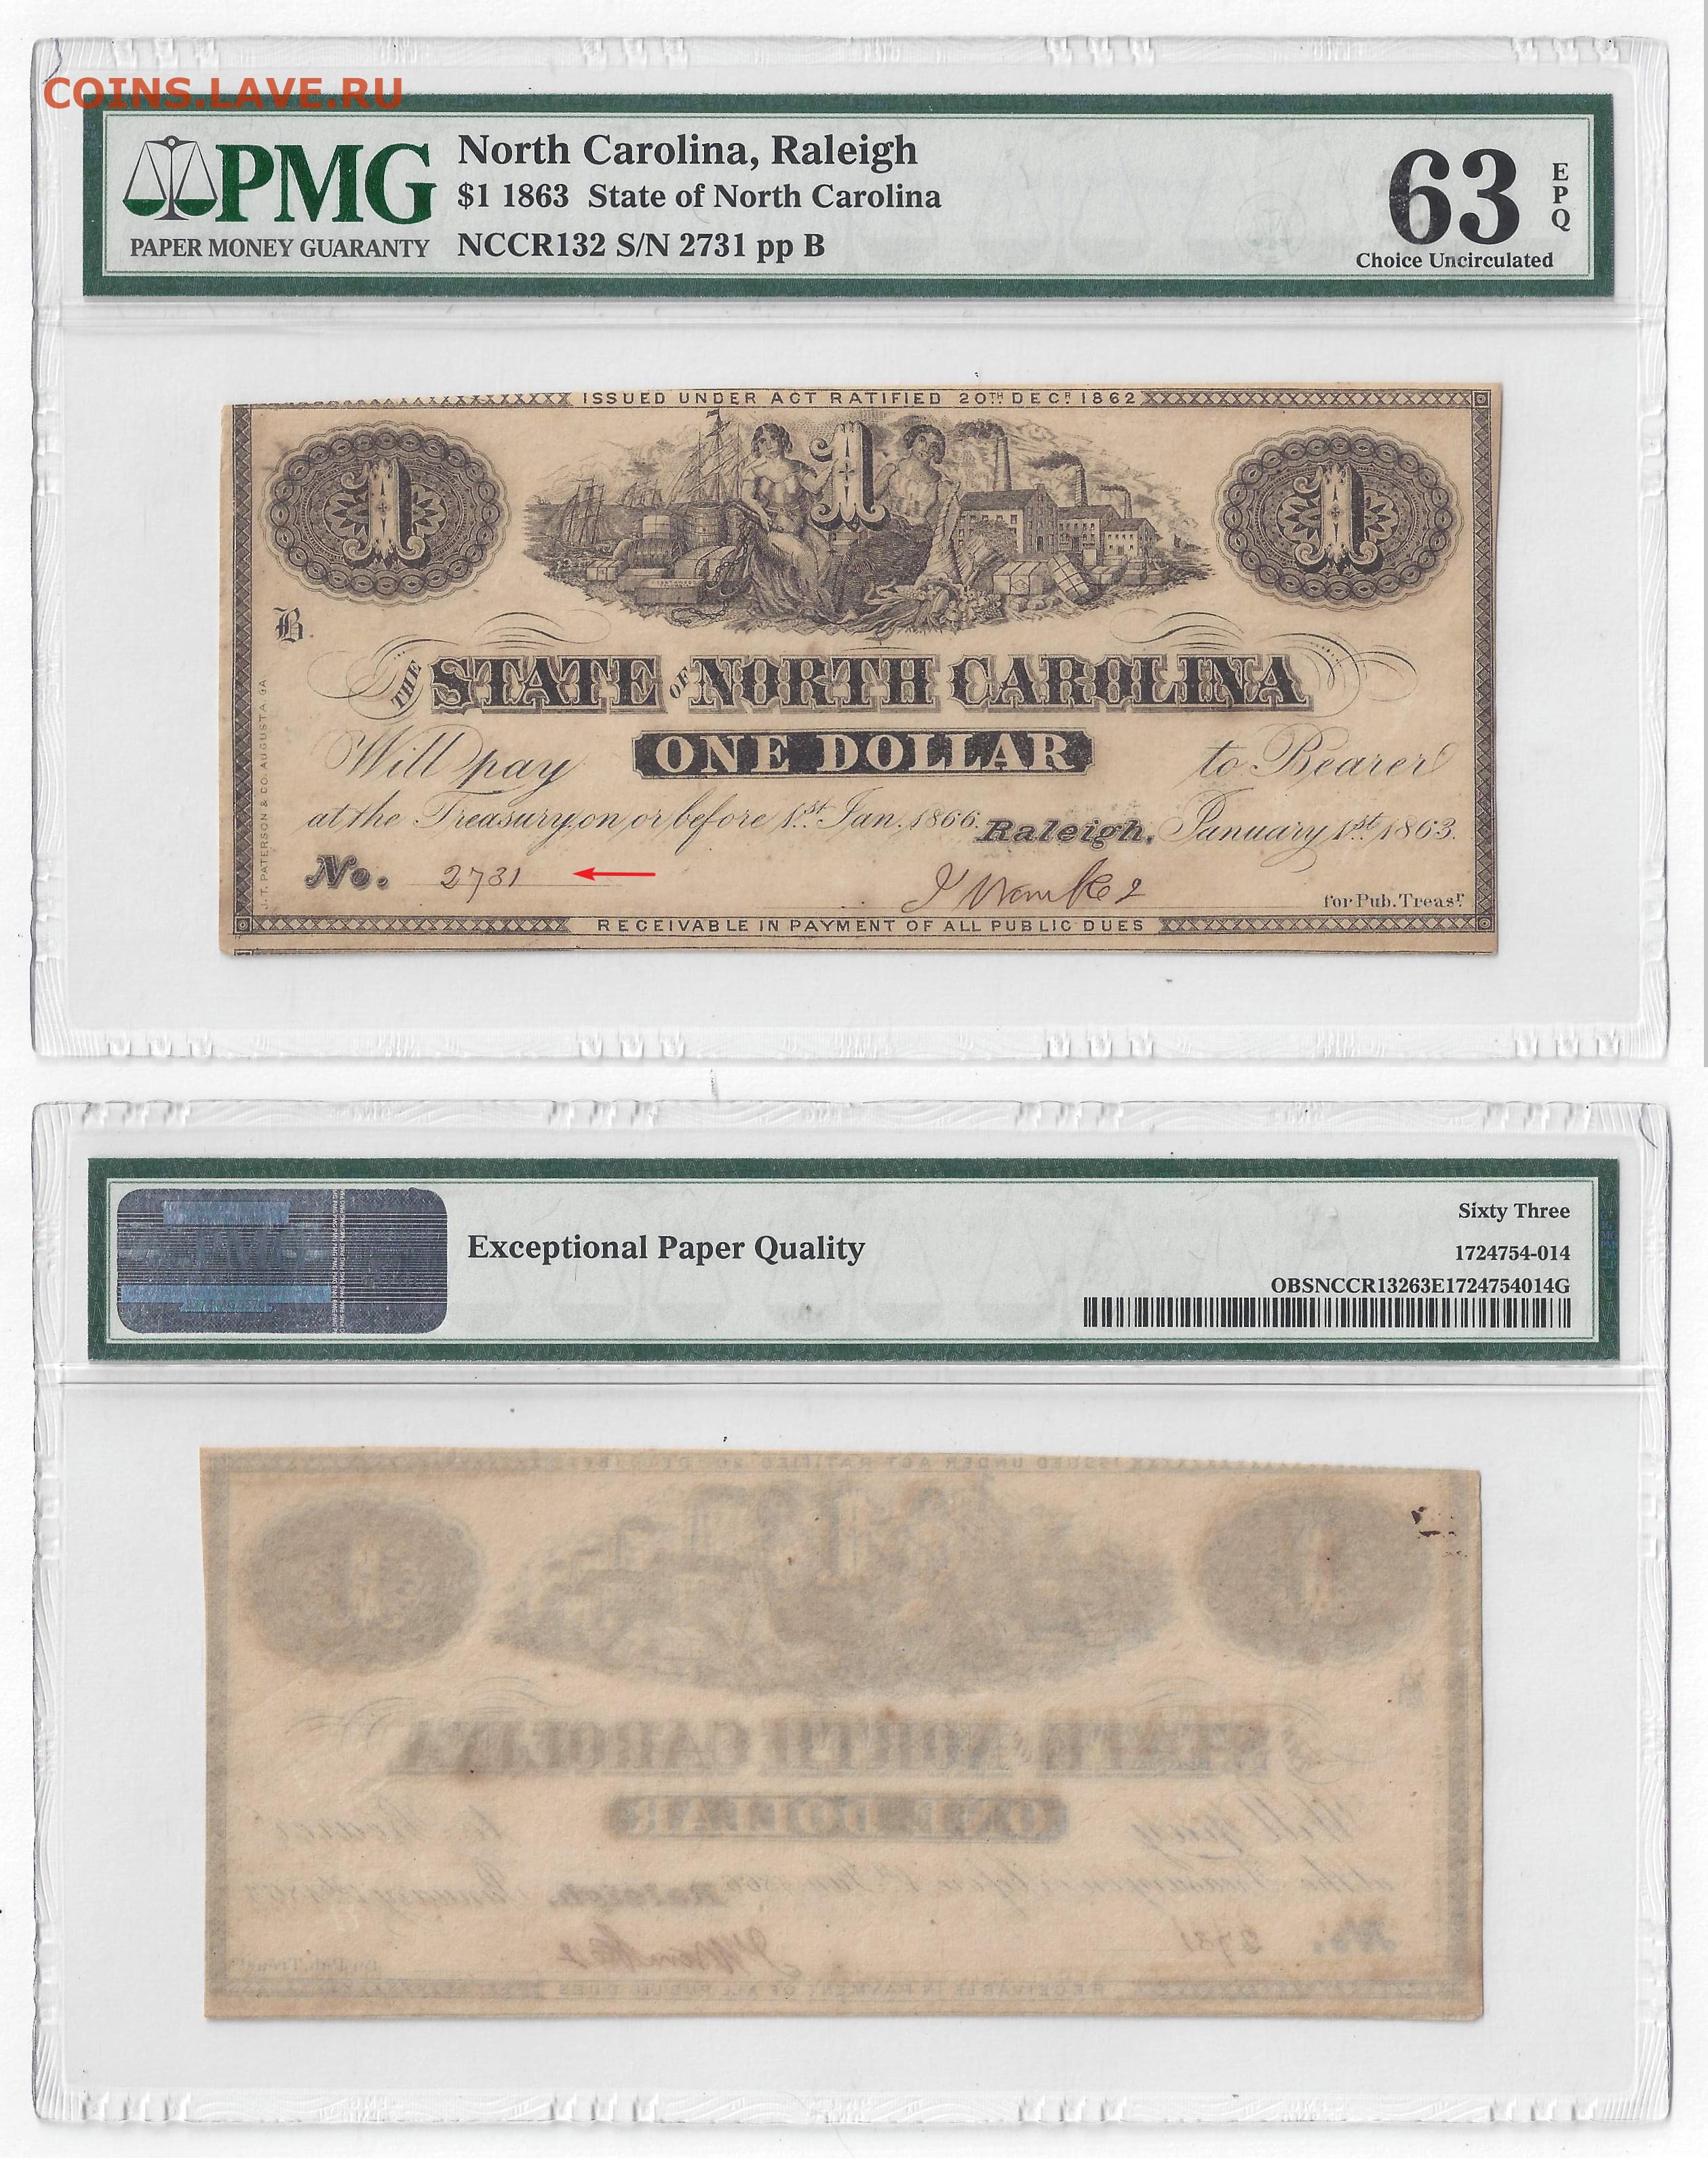 COINS.LAVE.RU
PMG
PAPER MONEY GUARANTY
North Carolina, Raleigh
$1 1863 State of North Carolina
NCCR132 S/N 2731 pp B
63
EPQ
Choice Uncirculated
ISSUED UNDER ACT RATIFIED 20TH DECR 1862
1 1 1
B.
THE STATE OF NORTH CAROLINA
Will pay ONE DOLLAR to Bearer
at the Treasury, on or before 1st Jan. 1866. Raleigh, January 1st 1863.
No. 2731
for Pub. Treasr
J.T. PATERSON & CO. AUGUSTA, GA
RECEIVABLE IN PAYMENT OF ALL PUBLIC DUES
Exceptional Paper Quality
Sixty Three
1724754-014
OBSNCCR13263E1724754014G